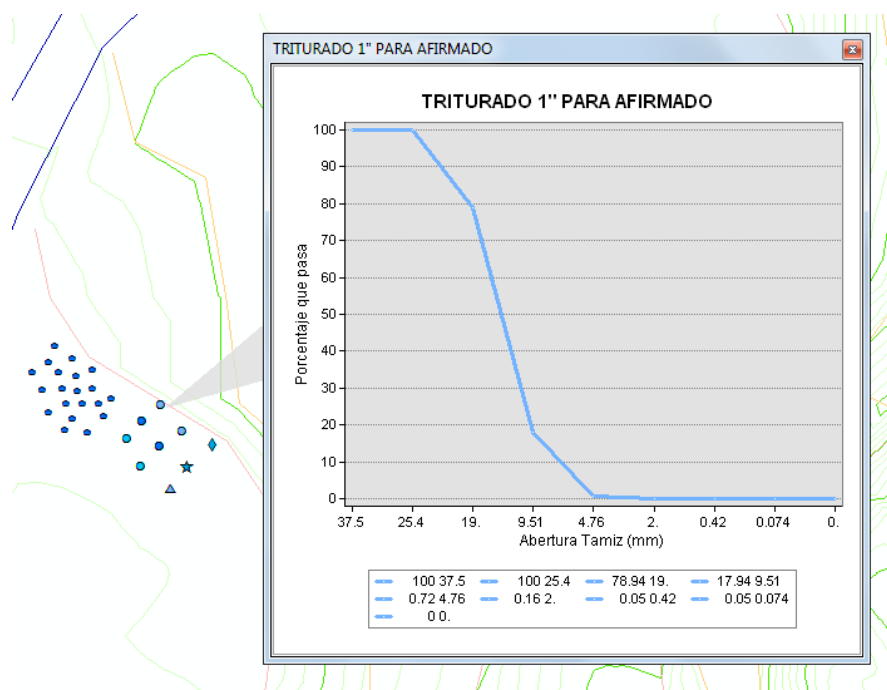 TRITURADO 1" PARA AFIRMADO
TRITURADO 1" PARA AFIRMADO
Porcentaje que pasa
100
90
80
70
60
50
40
30
20
10
0
37.5 25.4 19. 9.51 4.76 2. 0.42 0.074 0.
Abertura Tamiz (mm)
100 37.5 100 25.4 78.94 19. 17.94 9.51
0.72 4.76 0.16 2. 0.05 0.42 0.05 0.074
0 0.